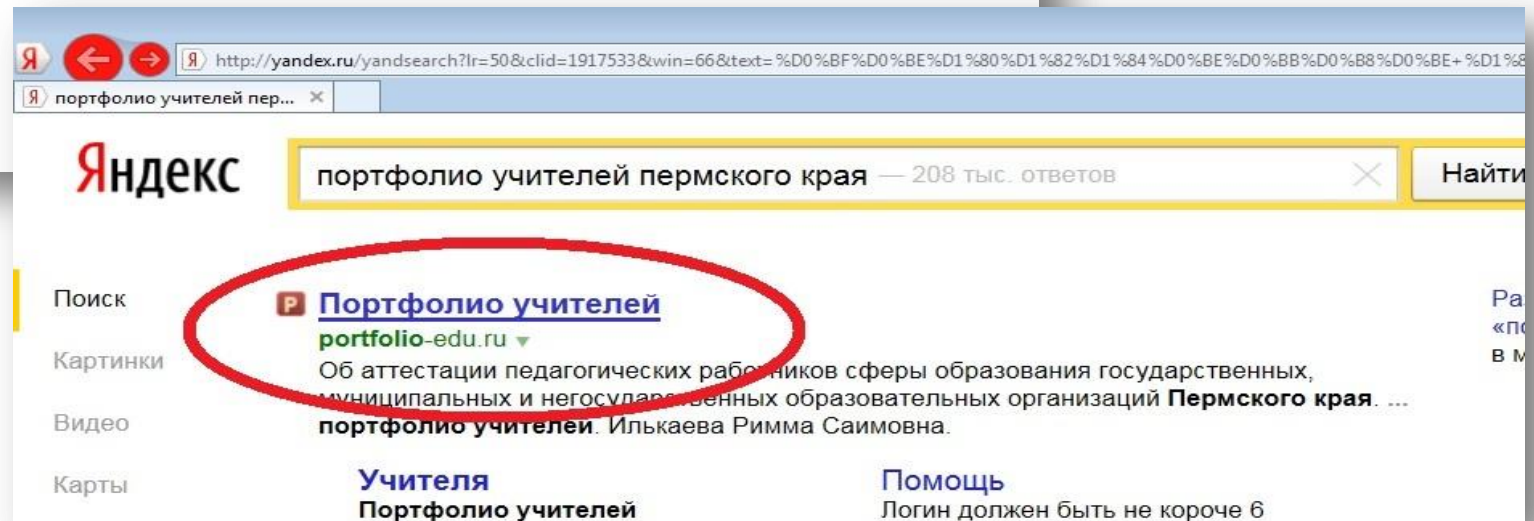 Я Я http://yandex.ru/yandsearch?lr=50&clid=1917533&win=66&text=%D0%BF%D0%BE%D1%80%D1%82%D1%84%D0%BE%D0%BB%D0%B8%D0%BE+%D1%8
Я портфолио учителей пер... ×
Яндекс
портфолио учителей пермского края — 208 тыс. ответов
Найти
Поиск
Картинки
Видео
Карты
P Портфолио учителей
portfolio-edu.ru
Об аттестации педагогических работников сферы образования государственных,
муниципальных и негосударственных образовательных организаций Пермского края. ...
портфолио учителей. Илькаева Римма Саимовна.
Учителя
Портфолио учителей
Помощь
Логин должен быть не короче 6
Ра
«по
в м